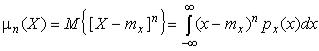 μₙ(X) = M{[X − mₓ]ⁿ} = ∫_{−∞}^{∞} (x − mₓ)ⁿ pₓ(x)dx